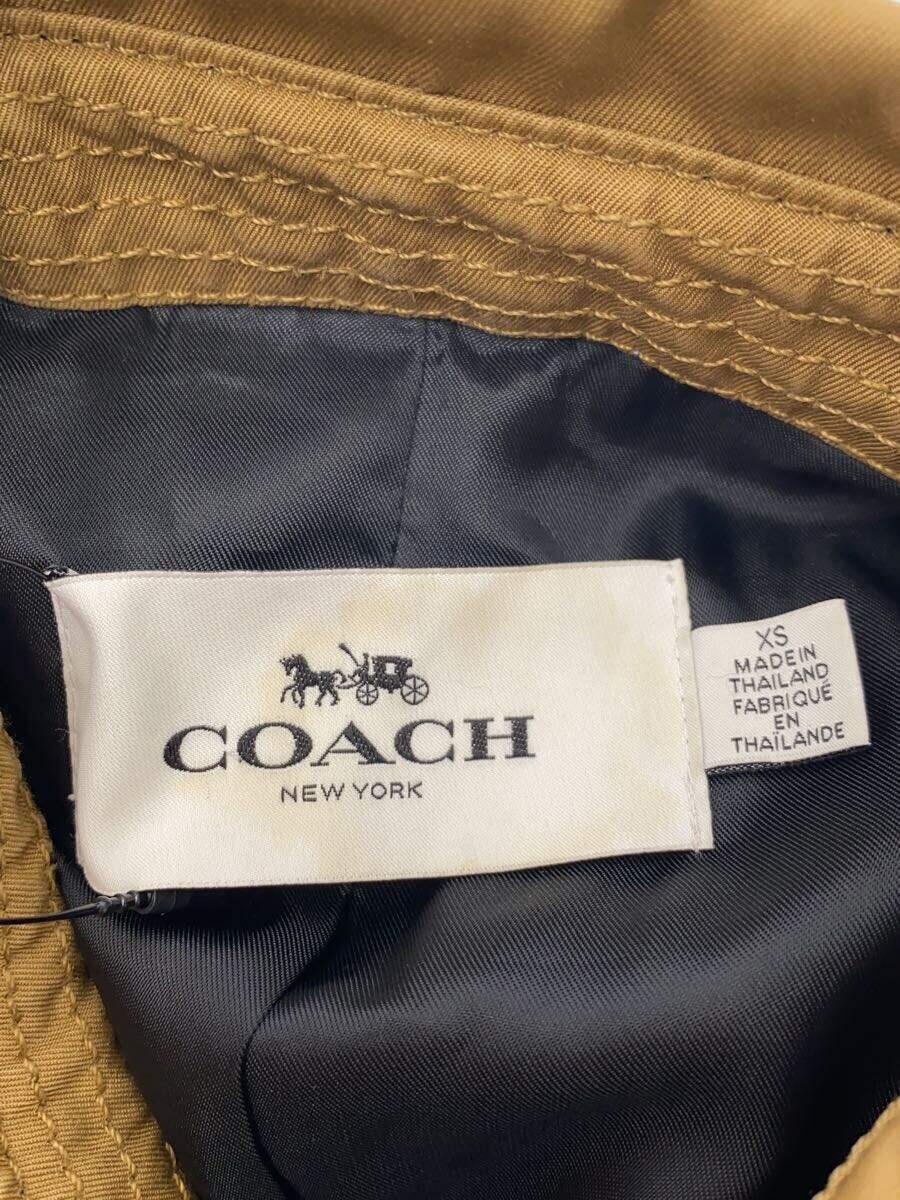 COACH
NEW YORK
XS
MADE IN
THAILAND
FABRIQUÉ
EN
THAÏLANDE